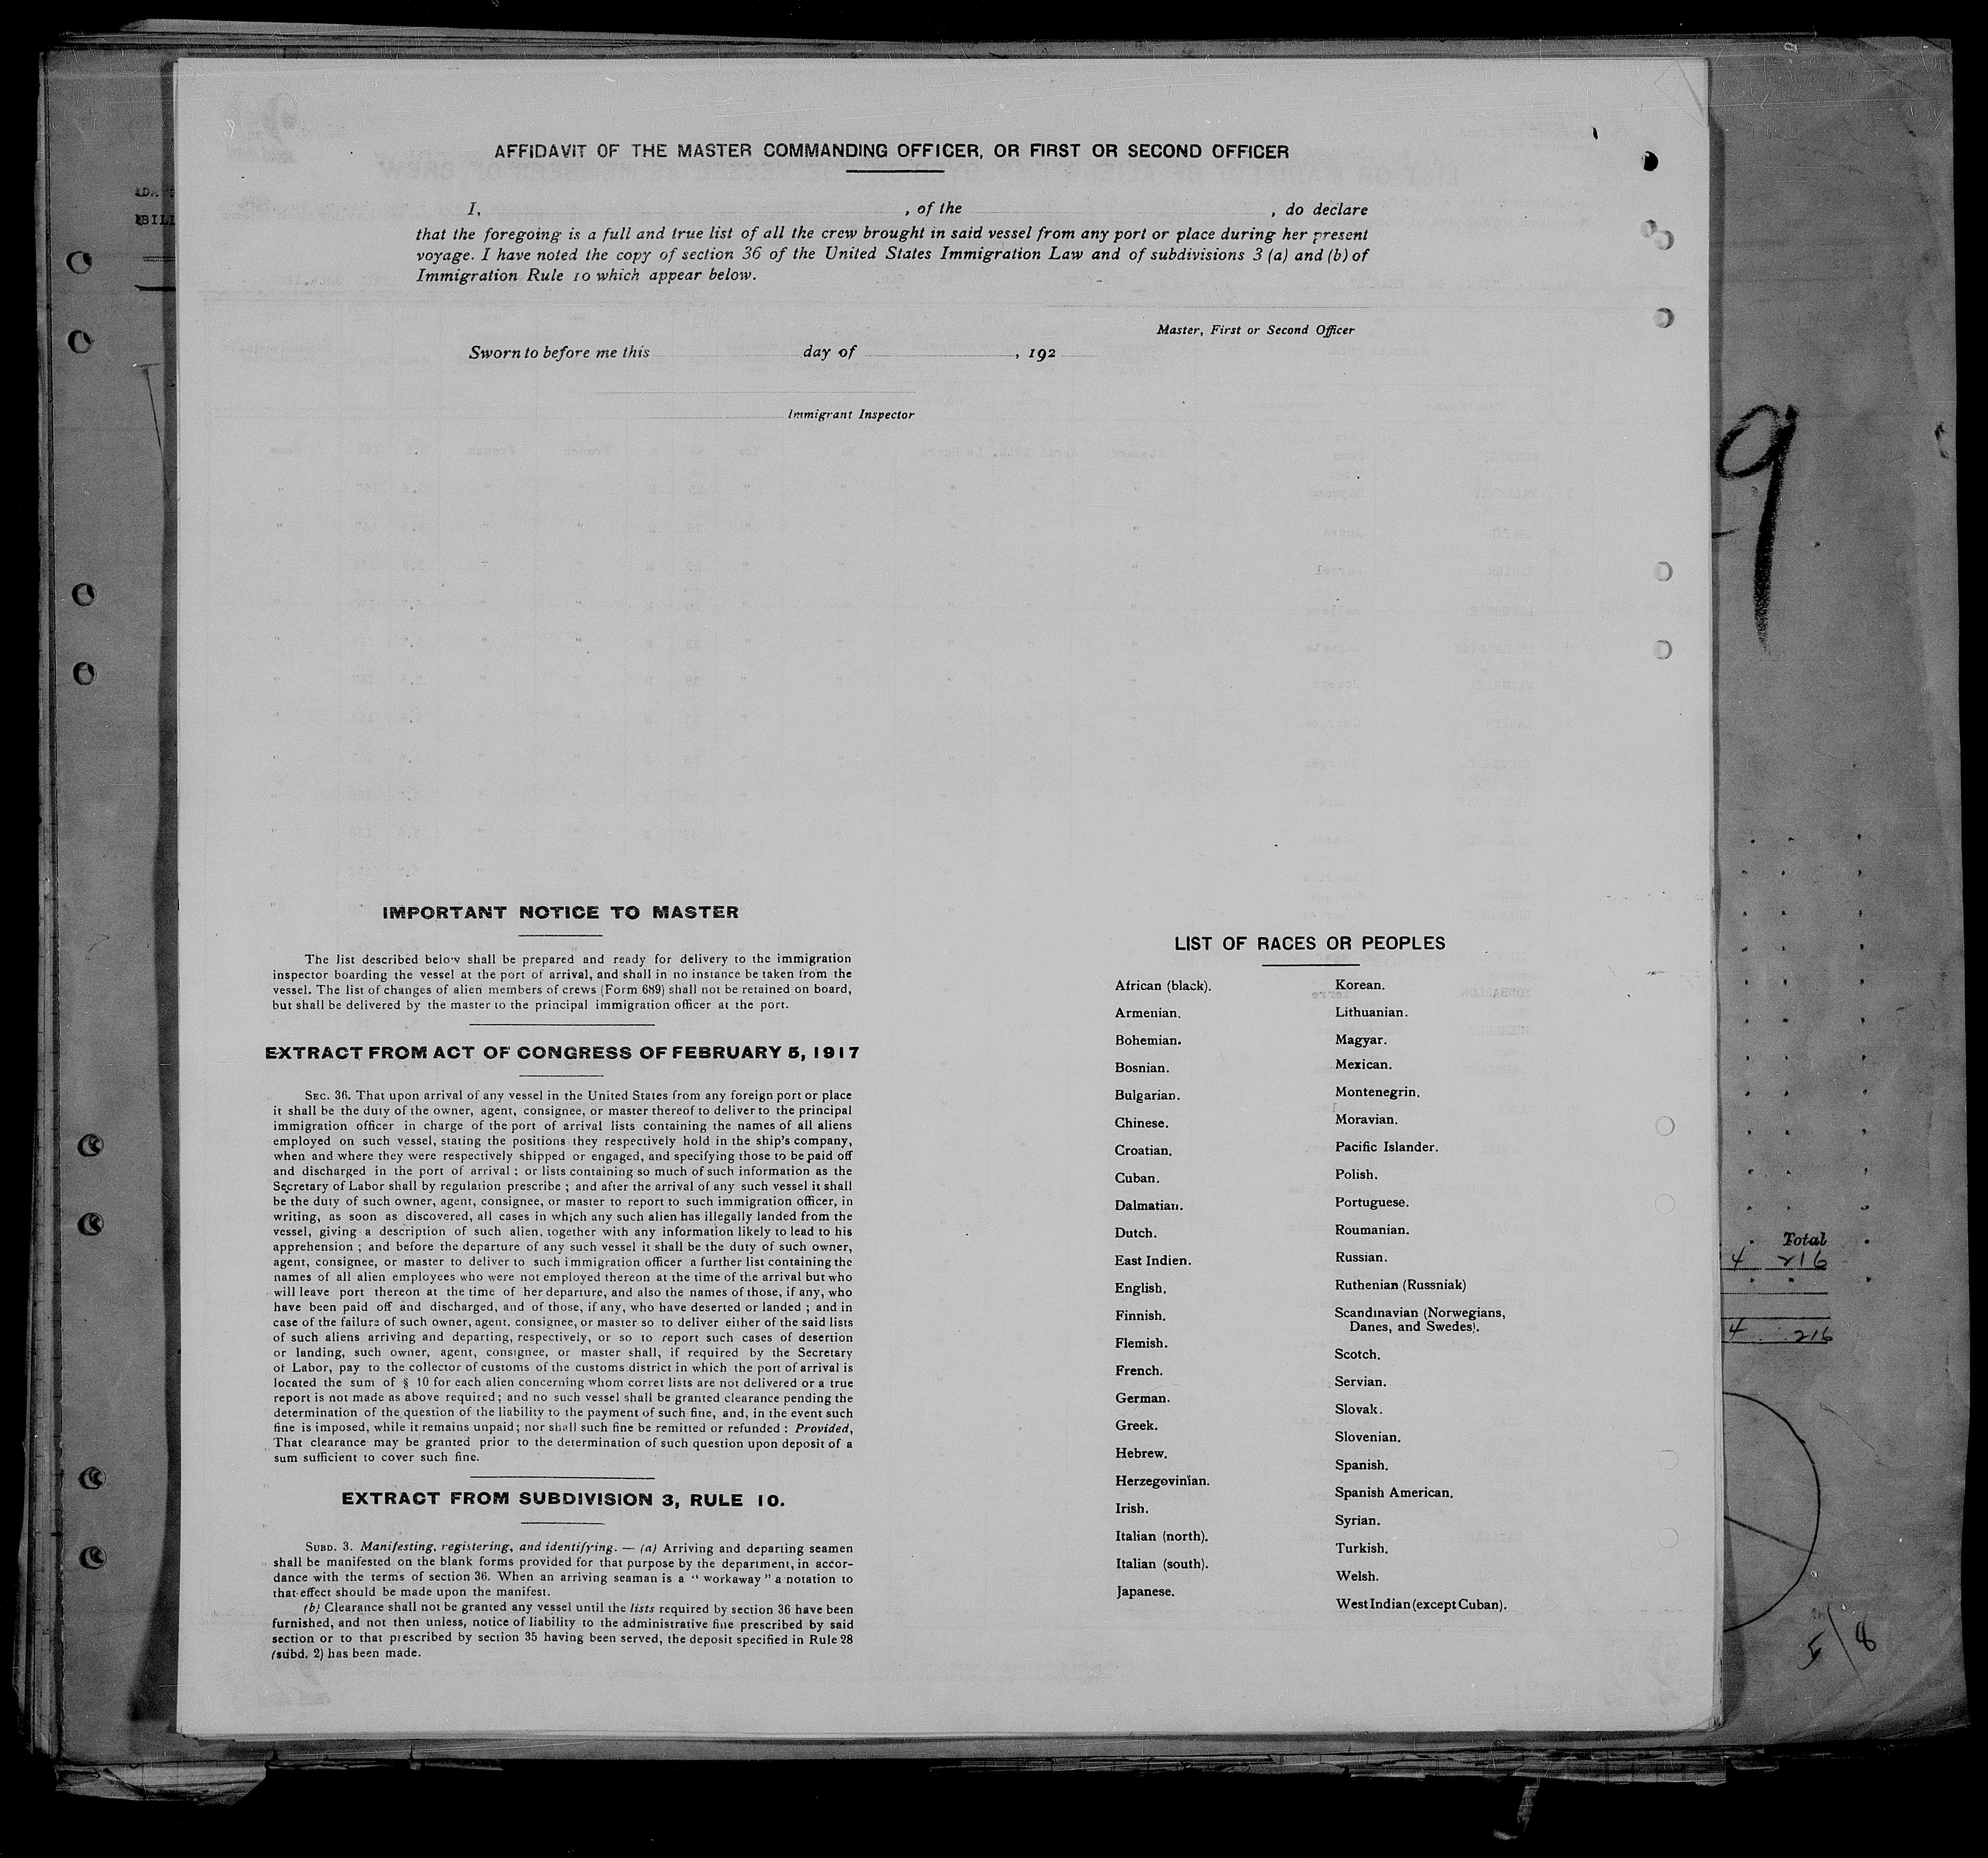 AFFIDAVIT OF THE MASTER COMMANDING OFFICER, OR FIRST OR SECOND OFFICER
I, , of the , do declare
that the foregoing is a full and true list of all the crew brought in said vessel from any port or place during her present
voyage. I have noted the copy of section 36 of the United States Immigration Law and of subdivisions 3 (a) and (b) of
Immigration Rule 10 which appear below.
Master, First or Second Officer
Sworn to before me this day of , 192
Immigrant Inspector
IMPORTANT NOTICE TO MASTER
The list described below shall be prepared and ready for delivery to the immigration
inspector boarding the vessel at the port of arrival, and shall in no instance be taken from the
vessel. The list of changes of alien members of crews (Form 689) shall not be retained on board,
but shall be delivered by the master to the principal immigration officer at the port.
EXTRACT FROM ACT OF CONGRESS OF FEBRUARY 5, 1917
SEC. 36. That upon arrival of any vessel in the United States from any foreign port or place
it shall be the duty of the owner, agent, consignee, or master thereof to deliver to the principal
immigration officer in charge of the port of arrival lists containing the names of all aliens
employed on such vessel, stating the positions they respectively hold in the ship's company,
when and where they were respectively shipped or engaged, and specifying those to be paid off
and discharged in the port of arrival ; or lists containing so much of such information as the
Secretary of Labor shall by regulation prescribe ; and after the arrival of any such vessel it shall
be the duty of such owner, agent, consignee, or master to report to such immigration officer, in
writing, as soon as discovered, all cases in which any such alien has illegally landed from the
vessel, giving a description of such alien, together with any information likely to lead to his
apprehension ; and before the departure of any such vessel it shall be the duty of such owner,
agent, consignee, or master to deliver to such immigration officer a further list containing the
names of all alien employees who were not employed thereon at the time of the arrival but who
will leave port thereon at the time of her departure, and also the names of those, if any, who
have been paid off and discharged, and of those, if any, who have deserted or landed ; and in
case of the failure of such owner, agent, consignee, or master so to deliver either of the said lists
of such aliens arriving and departing, respectively, or so to report such cases of desertion
or landing, such owner, agent, consignee, or master shall, if required by the Secretary
of Labor, pay to the collector of customs of the customs district in which the port of arrival is
located the sum of § 10 for each alien concerning whom corret lists are not delivered or a true
report is not made as above required ; and no such vessel shall be granted clearance pending the
determination of the question of the liability to the payment of such fine, and, in the event such
fine is imposed, while it remains unpaid ; nor shall such fine be remitted or refunded : Provided,
That clearance may be granted prior to the determination of such question upon deposit of a
sum sufficient to cover such fine.
EXTRACT FROM SUBDIVISION 3, RULE 10.
SUBD. 3. Manifesting, registering, and identifying. — (a) Arriving and departing seamen
shall be manifested on the blank forms provided for that purpose by the department, in accor-
dance with the terms of section 36. When an arriving seaman is a “ workaway ” a notation to
that effect should be made upon the manifest.
(b) Clearance shall not be granted any vessel until the lists required by section 36 have been
furnished, and not then unless, notice of liability to the administrative fine prescribed by said
section or to that prescribed by section 35 having been served, the deposit specified in Rule 28
(subd. 2) has been made.
LIST OF RACES OR PEOPLES
African (black).
Armenian.
Bohemian.
Bosnian.
Bulgarian.
Chinese.
Croatian.
Cuban.
Dalmatian.
Dutch.
East Indien.
English.
Finnish.
Flemish.
French.
German.
Greek.
Hebrew.
Herzegovinian.
Irish.
Italian (north).
Italian (south).
Japanese.
Korean.
Lithuanian.
Magyar.
Mexican.
Montenegrin.
Moravian.
Pacific Islander.
Polish.
Portuguese.
Roumanian.
Russian.
Ruthenian (Russniak)
Scandinavian (Norwegians,
Danes, and Swedes).
Scotch.
Servian.
Slovak.
Slovenian.
Spanish.
Spanish American.
Syrian.
Turkish.
Welsh.
West Indian (except Cuban).
9
Total
4 216
4 216
5/8